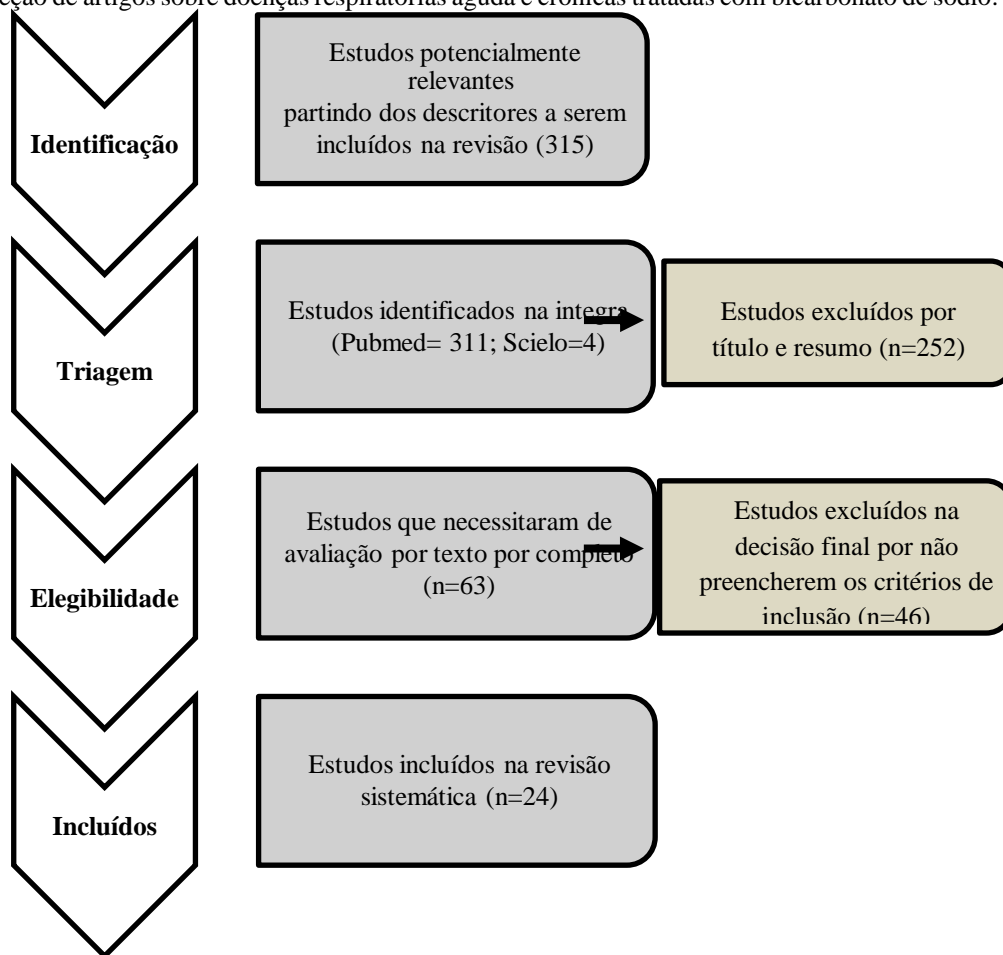 eção de artigos sobre doenças respiratórias aguda e crônicas tratadas com bicarbonato de sódio.
Identificação
Estudos potencialmente
relevantes
partindo dos descritores a serem
incluídos na revisão (315)
Triagem
Estudos identificados na integra
(Pubmed= 311; Scielo=4)
Estudos excluídos por
título e resumo (n=252)
Elegibilidade
Estudos que necessitaram de
avaliação por texto por completo
(n=63)
Estudos excluídos na
decisão final por não
preencherem os critérios de
inclusão (n=46)
Incluídos
Estudos incluídos na revisão
sistemática (n=24)